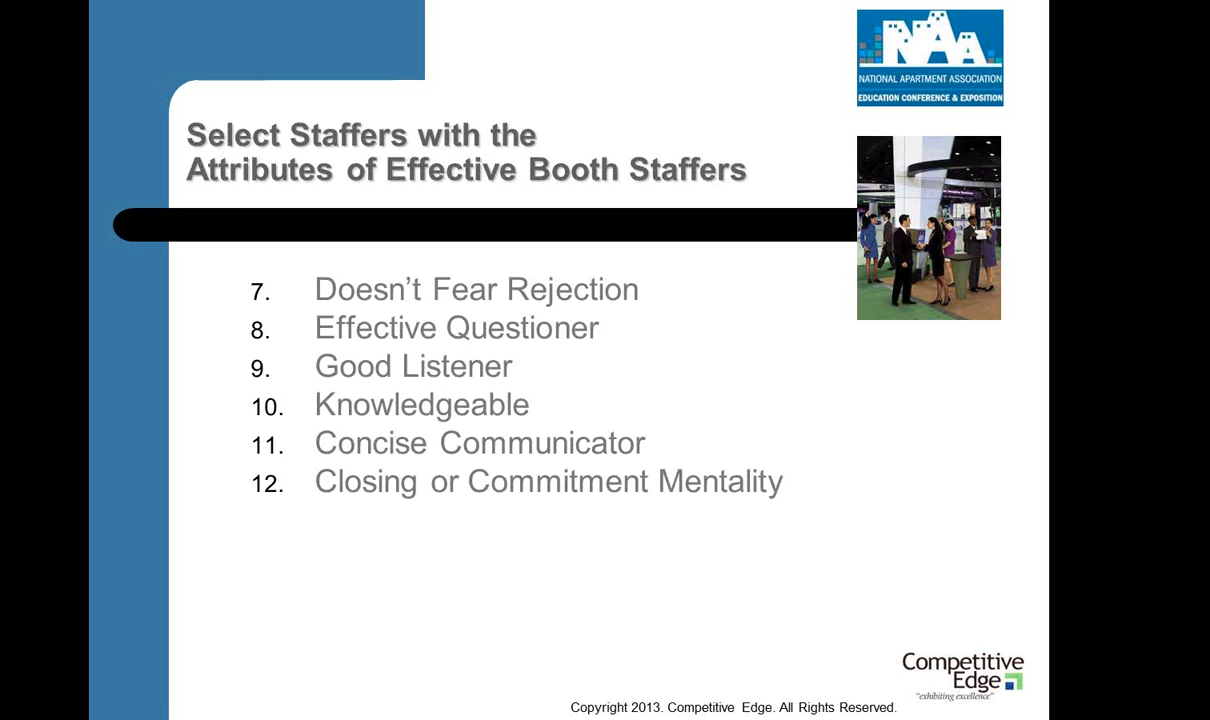 NAA
NATIONAL APARTMENT ASSOCIATION
EDUCATION CONFERENCE & EXPOSITION
Select Staffers with the
Attributes of Effective Booth Staffers
7. Doesn’t Fear Rejection
8. Effective Questioner
9. Good Listener
10. Knowledgeable
11. Concise Communicator
12. Closing or Commitment Mentality
Competitive
Edge
“exhibiting excellence”
Copyright 2013. Competitive Edge. All Rights Reserved.